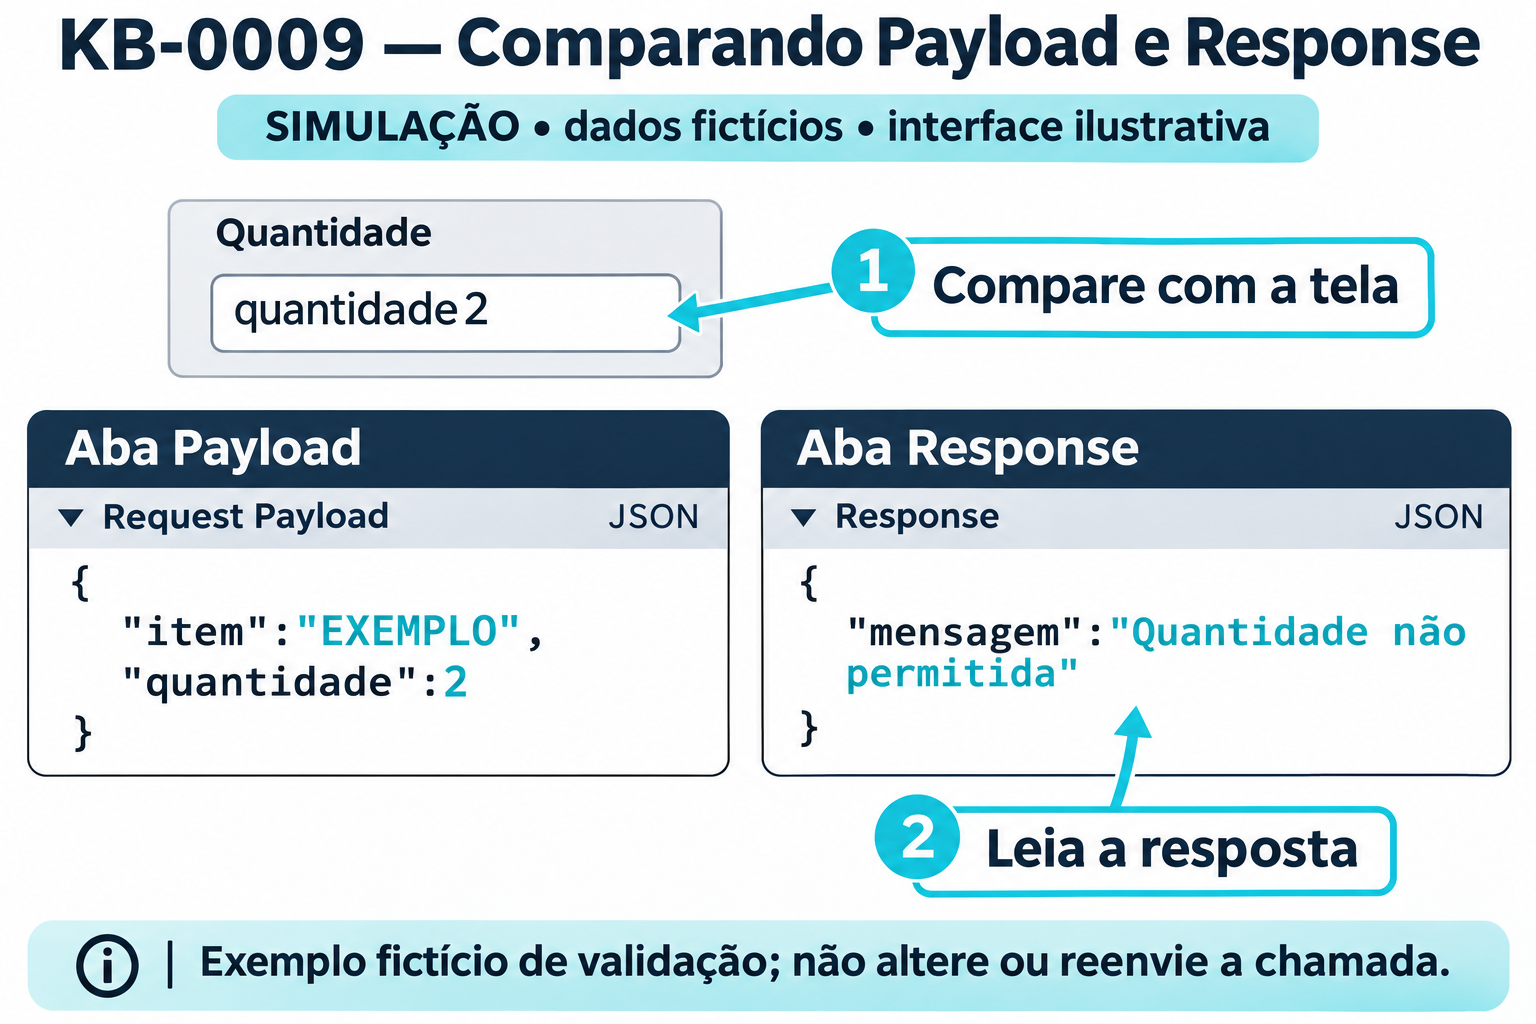 KB-0009 — Comparando Payload e Response
SIMULAÇÃO • dados fictícios • interface ilustrativa
Quantidade
quantidade 2
1 Compare com a tela
Aba Payload
▼ Request Payload JSON
{
"item":"EXEMPLO",
"quantidade":2
}
Aba Response
▼ Response JSON
{
"mensagem":"Quantidade não
permitida"
}
2 Leia a resposta
i | Exemplo fictício de validação; não altere ou reenvie a chamada.